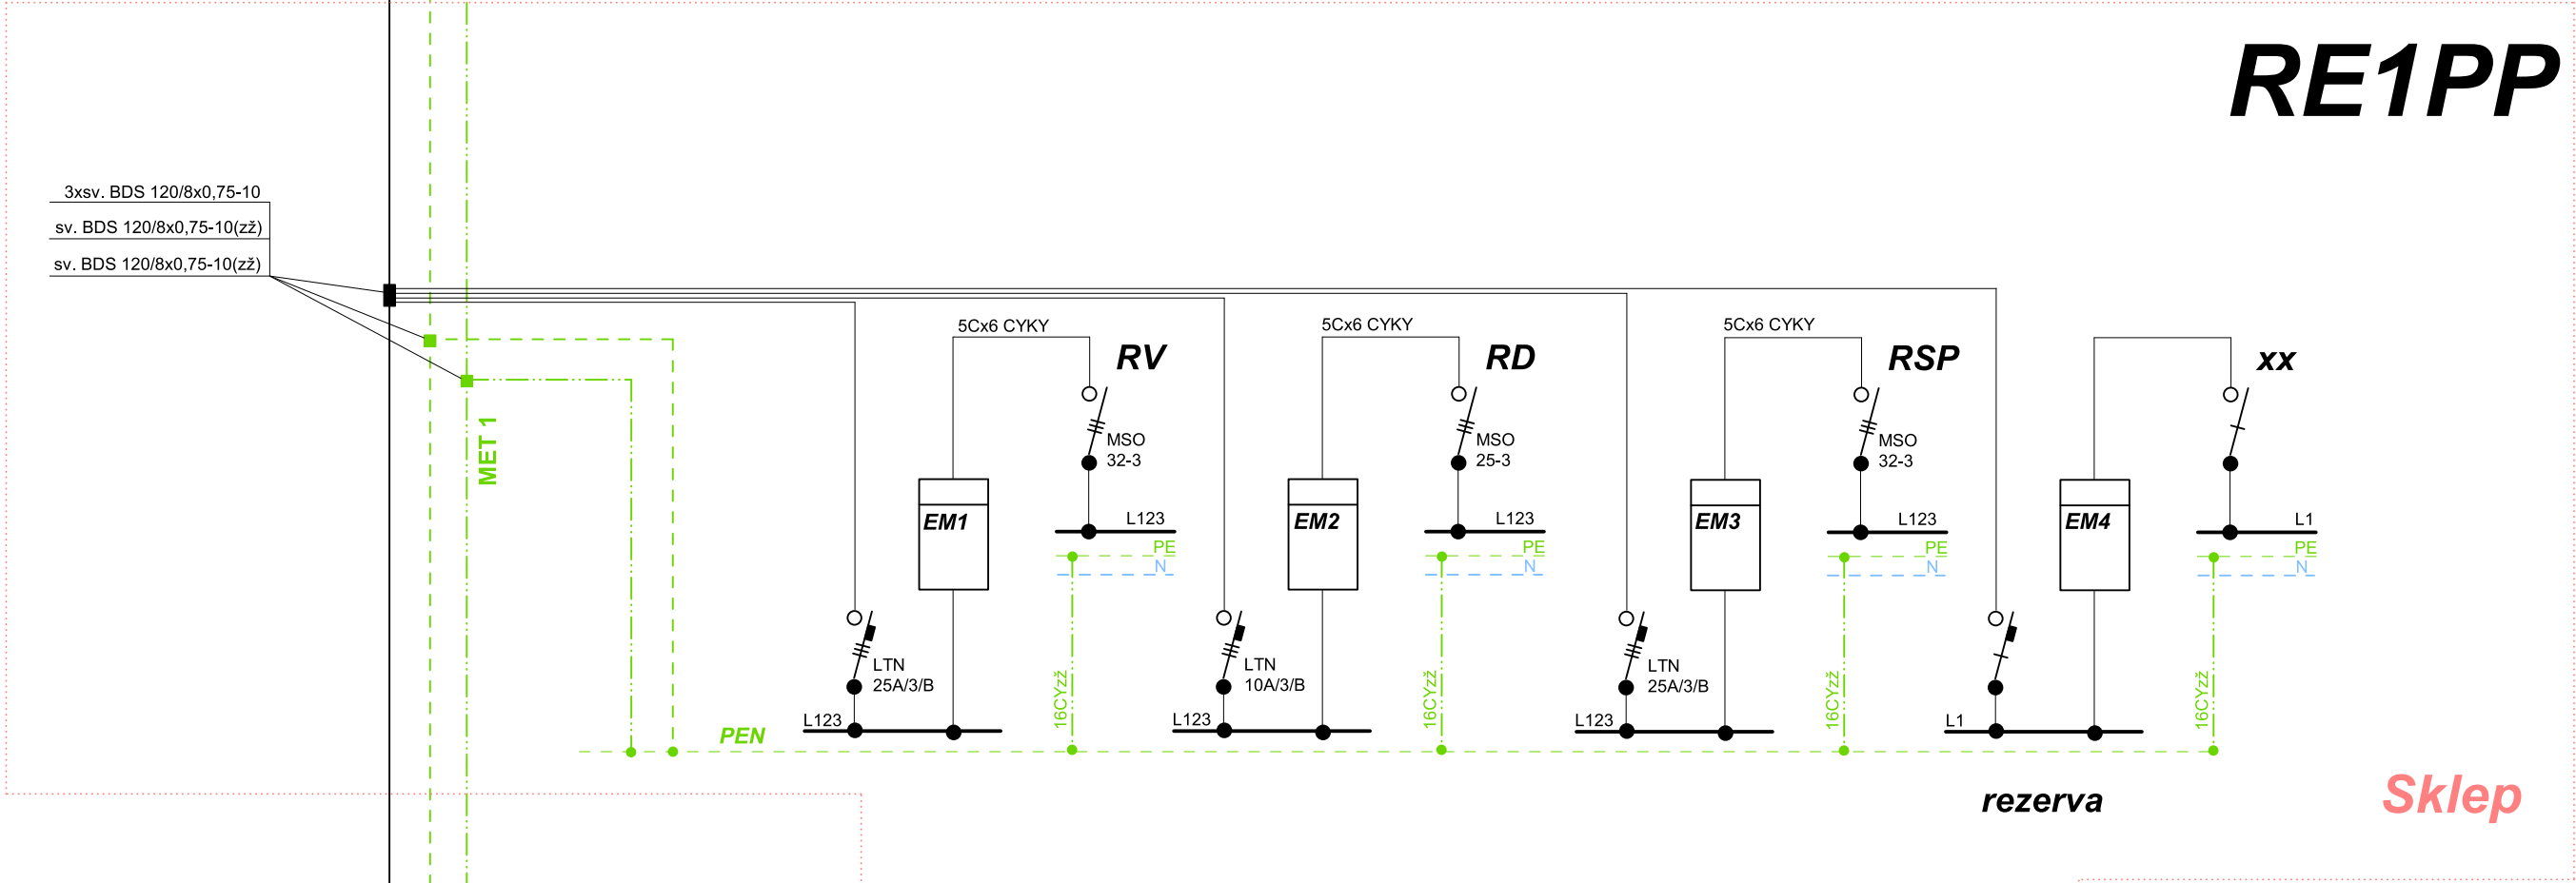 RE1PP
3xsv. BDS 120/8x0,75-10
sv. BDS 120/8x0,75-10(zž)
sv. BDS 120/8x0,75-10(zž)
MET 1
PEN
5Cx6 CYKY
RV
MSO
32-3
EM1
L123
PE
N
LTN
25A/3/B
L123
16CYzž
5Cx6 CYKY
RD
MSO
25-3
EM2
L123
PE
N
LTN
10A/3/B
L123
16CYzž
5Cx6 CYKY
RSP
MSO
32-3
EM3
L123
PE
N
LTN
25A/3/B
L123
16CYzž
xx
EM4
L1
PE
N
L1
16CYzž
rezerva
Sklep